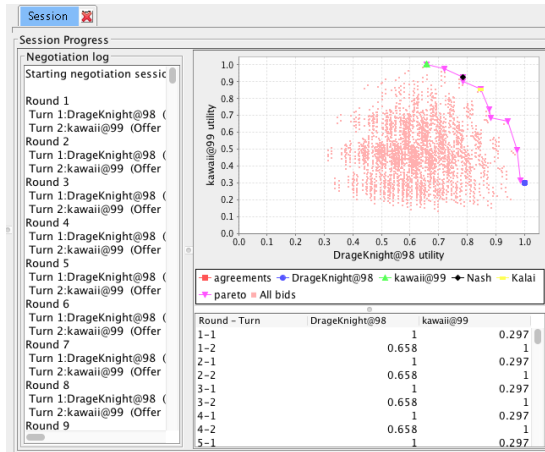 Session
Session Progress
Negotiation log
Starting negotiation sessic
Round 1
Turn 1:DrageKnight@98 (
Turn 2:kawaii@99 (Offer
Round 2
Turn 1:DrageKnight@98 (
Turn 2:kawaii@99 (Offer
Round 3
Turn 1:DrageKnight@98 (
Turn 2:kawaii@99 (Offer
Round 4
Turn 1:DrageKnight@98 (
Turn 2:kawaii@99 (Offer
Round 5
Turn 1:DrageKnight@98 (
Turn 2:kawaii@99 (Offer
Round 6
Turn 1:DrageKnight@98 (
Turn 2:kawaii@99 (Offer
Round 7
Turn 1:DrageKnight@98 (
Turn 2:kawaii@99 (Offer
Round 8
Turn 1:DrageKnight@98 (
Turn 2:kawaii@99 (Offer
Round 9
kawaii@99 utility
1.0
0.9
0.8
0.7
0.6
0.5
0.4
0.3
0.2
0.1
0.0
0.0 0.1 0.2 0.3 0.4 0.5 0.6 0.7 0.8 0.9 1.0
DrageKnight@98 utility
agreements DrageKnight@98 kawaii@99 Nash Kalai
pareto All bids
Round - Turn DrageKnight@98 kawaii@99
1-1 1 0.297
1-2 0.658 1
2-1 1 0.297
2-2 0.658 1
3-1 1 0.297
3-2 0.658 1
4-1 1 0.297
4-2 0.658 1
5-1 1 0.297